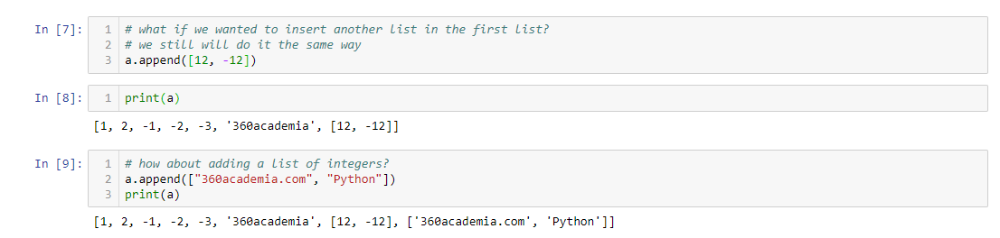 In [7]:
1 # what if we wanted to insert another list in the first list?
2 # we still will do it the same way
3 a.append([12, -12])
In [8]:
1 print(a)
[1, 2, -1, -2, -3, '360academia', [12, -12]]
In [9]:
1 # how about adding a list of integers?
2 a.append(["360academia.com", "Python"])
3 print(a)
[1, 2, -1, -2, -3, '360academia', [12, -12], ['360academia.com', 'Python']]